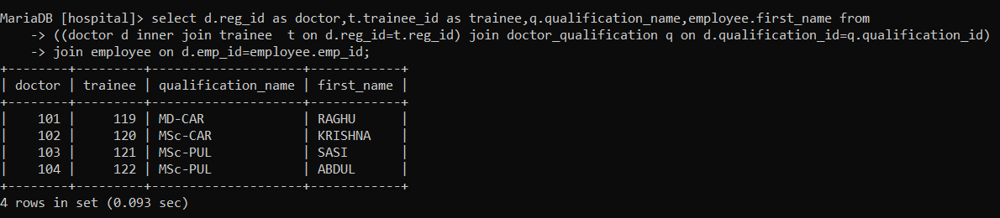 MariaDB [hospital]> select d.reg_id as doctor,t.trainee_id as trainee,q.qualification_name,employee.first_name from
    -> ((doctor d inner join trainee  t on d.reg_id=t.reg_id) join doctor_qualification q on d.qualification_id=q.qualification_id)
    -> join employee on d.emp_id=employee.emp_id;
+--------+---------+--------------------+------------+
| doctor | trainee | qualification_name | first_name |
+--------+---------+--------------------+------------+
|    101 |     119 | MD-CAR             | RAGHU      |
|    102 |     120 | MSc-CAR            | KRISHNA    |
|    103 |     121 | MSc-PUL            | SASI       |
|    104 |     122 | MSc-PUL            | ABDUL      |
+--------+---------+--------------------+------------+
4 rows in set (0.093 sec)